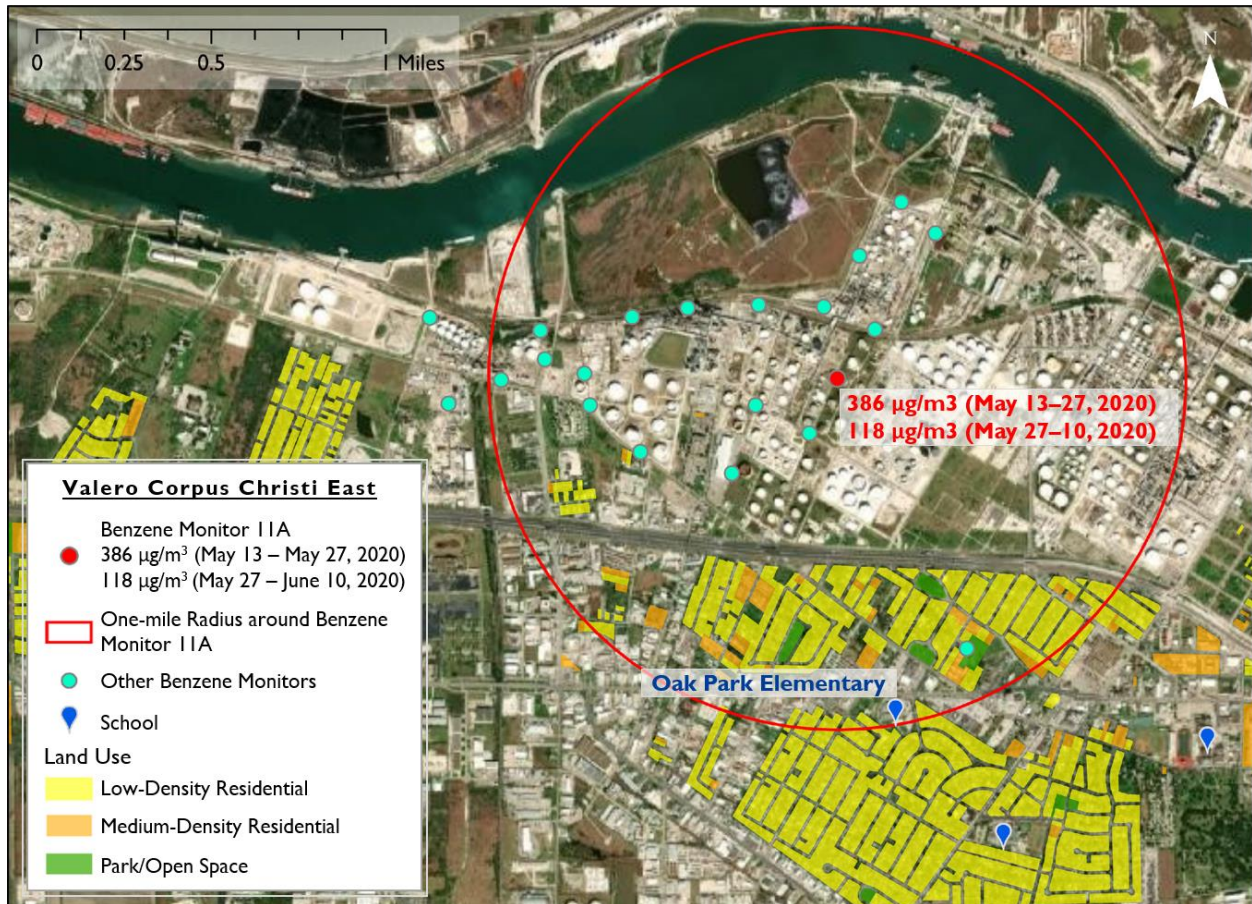 0 0.25 0.5 1 Miles
N
386 µg/m3 (May 13–27, 2020)
118 µg/m3 (May 27–10, 2020)
Valero Corpus Christi East
Benzene Monitor 11A
386 µg/m³ (May 13 – May 27, 2020)
118 µg/m³ (May 27 – June 10, 2020)
One-mile Radius around Benzene
Monitor 11A
Other Benzene Monitors
School
Land Use
Low-Density Residential
Medium-Density Residential
Park/Open Space
Oak Park Elementary